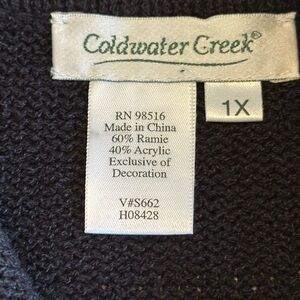 Coldwater Creek®
1X
RN 98516
Made in China
60% Ramie
40% Acrylic
Exclusive of
Decoration
V#S662
H08428